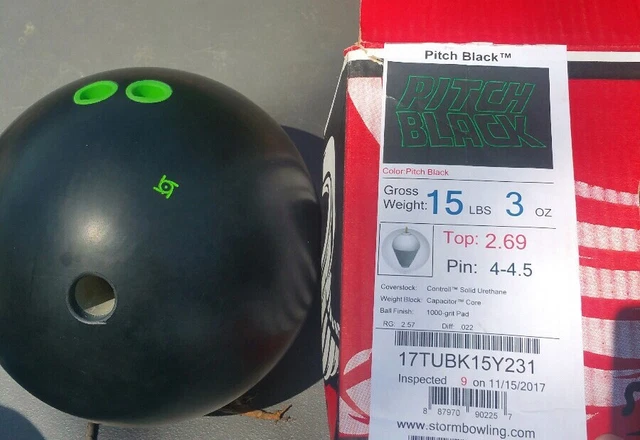 Pitch Black™
PITCH
BLACK
Color:Pitch Black
Gross
Weight: 15 LBS 3 OZ
Top: 2.69
Pin: 4-4.5
Coverstock: Controll™ Solid Urethane
Weight Block: Capacitor™ Core
Ball Finish: 1000-grit Pad
RG: 2.57 Diff: .022
17TUBK15Y231
Inspected 9 on 11/15/2017
8 87970 90225 7
www.stormbowling.com